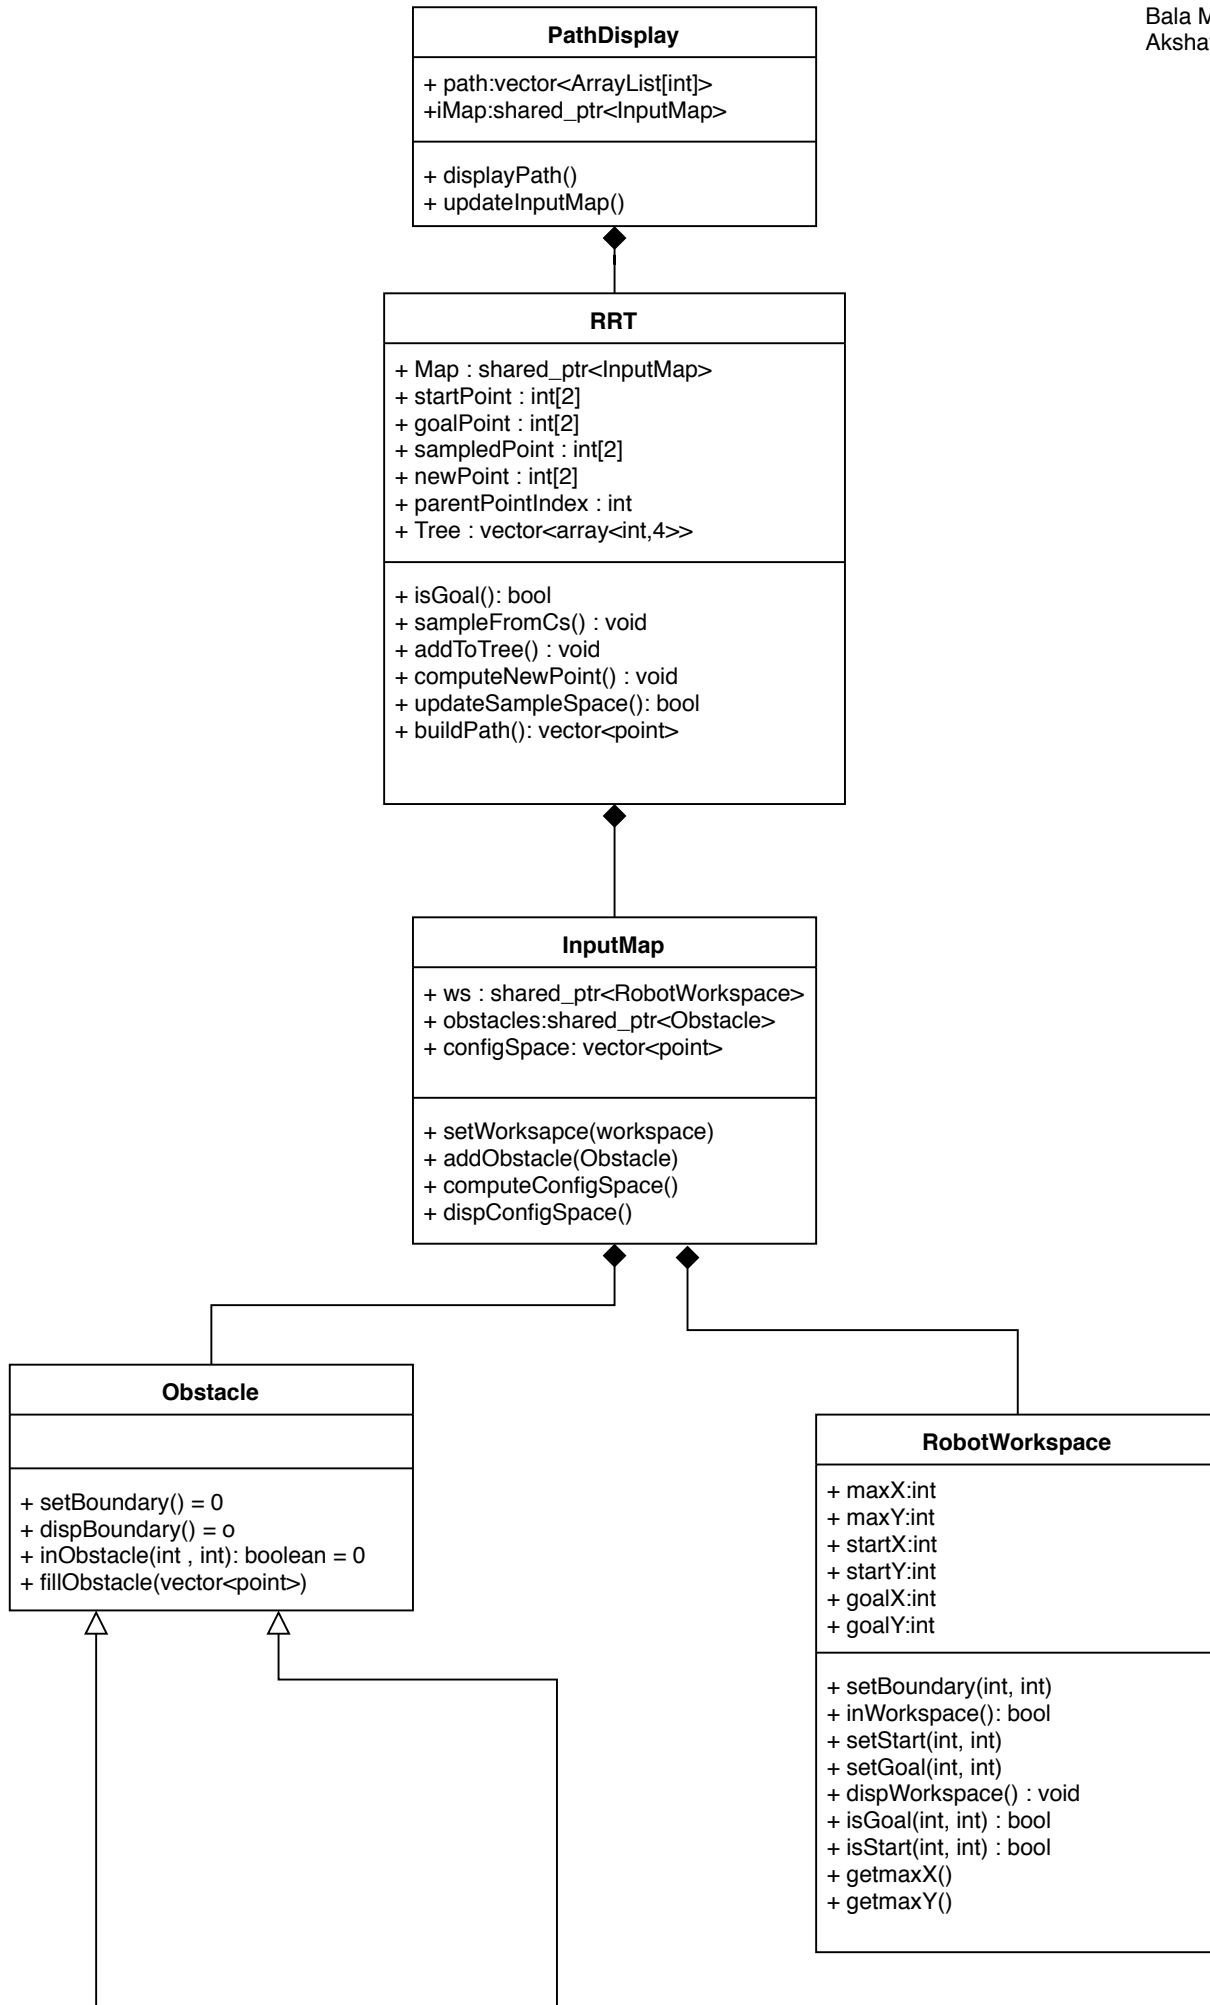 Bala M
Aksha
PathDisplay
+ path:vector<ArrayList[int]>
+iMap:shared_ptr<InputMap>
+ displayPath()
+ updateInputMap()
RRT
+ Map : shared_ptr<InputMap>
+ startPoint : int[2]
+ goalPoint : int[2]
+ sampledPoint : int[2]
+ newPoint : int[2]
+ parentPointIndex : int
+ Tree : vector<array<int,4>>
+ isGoal(): bool
+ sampleFromCs() : void
+ addToTree() : void
+ computeNewPoint() : void
+ updateSampleSpace(): bool
+ buildPath(): vector<point>
InputMap
+ ws : shared_ptr<RobotWorkspace>
+ obstacles:shared_ptr<Obstacle>
+ configSpace: vector<point>
+ setWorksapce(workspace)
+ addObstacle(Obstacle)
+ computeConfigSpace()
+ dispConfigSpace()
Obstacle
+ setBoundary() = 0
+ dispBoundary() = o
+ inObstacle(int , int): boolean = 0
+ fillObstacle(vector<point>)
RobotWorkspace
+ maxX:int
+ maxY:int
+ startX:int
+ startY:int
+ goalX:int
+ goalY:int
+ setBoundary(int, int)
+ inWorkspace(): bool
+ setStart(int, int)
+ setGoal(int, int)
+ dispWorkspace() : void
+ isGoal(int, int) : bool
+ isStart(int, int) : bool
+ getmaxX()
+ getmaxY()